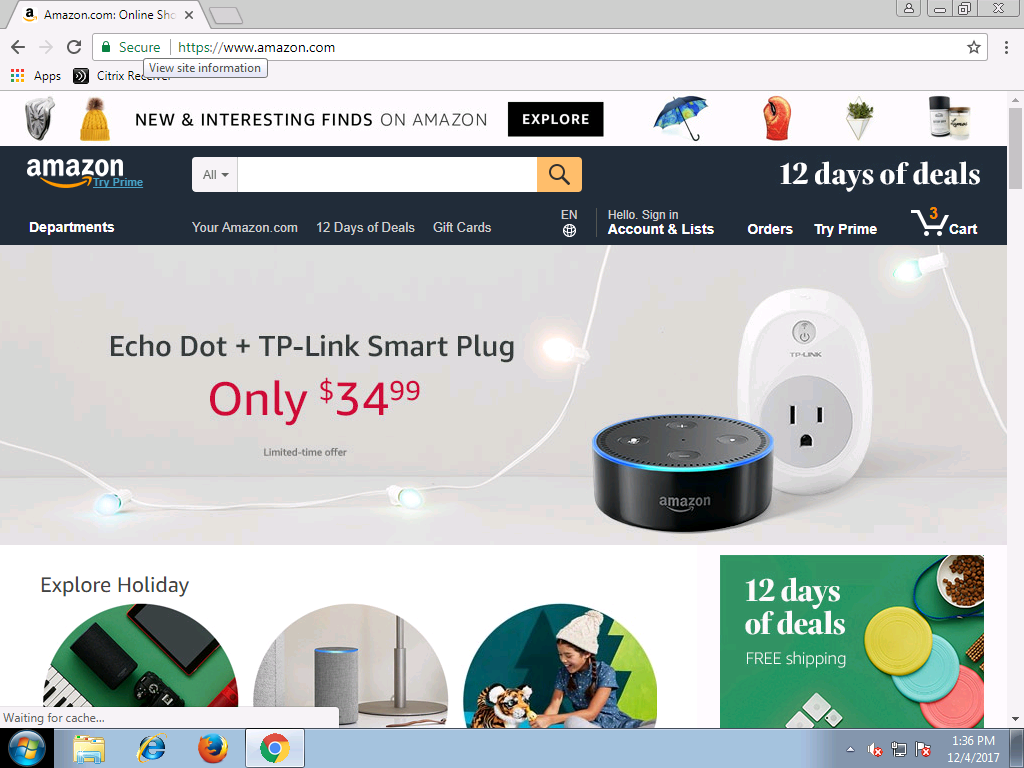 Amazon.com: Online Sho
Secure
https://www.amazon.com
View site information
Apps
Citrix Receiver
NEW & INTERESTING FINDS ON AMAZON
EXPLORE
amazon
Try Prime
All
12 days of deals
Departments
Your Amazon.com
12 Days of Deals
Gift Cards
EN
Hello. Sign in
Account & Lists
Orders
Try Prime
3
Cart
Echo Dot + TP-Link Smart Plug
Only $34.99
Limited-time offer
TP-LINK
amazon
Explore Holiday
12 days
of deals
FREE shipping
Waiting for cache...
1:36 PM
12/4/2017